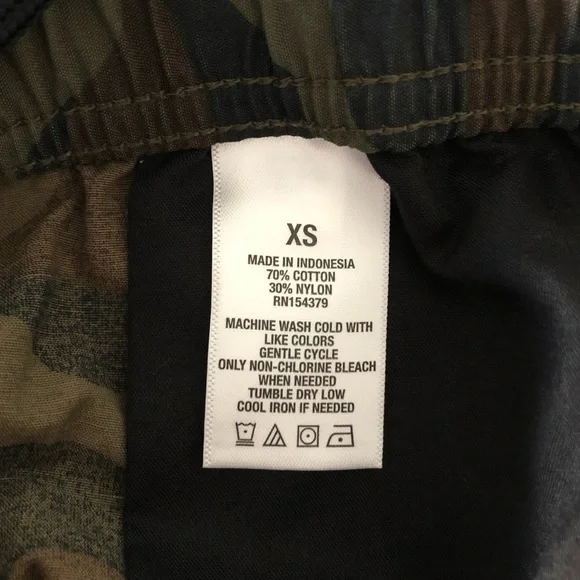 XS
MADE IN INDONESIA
70% COTTON
30% NYLON
RN154379
MACHINE WASH COLD WITH
LIKE COLORS
GENTLE CYCLE
ONLY NON-CHLORINE BLEACH
WHEN NEEDED
TUMBLE DRY LOW
COOL IRON IF NEEDED